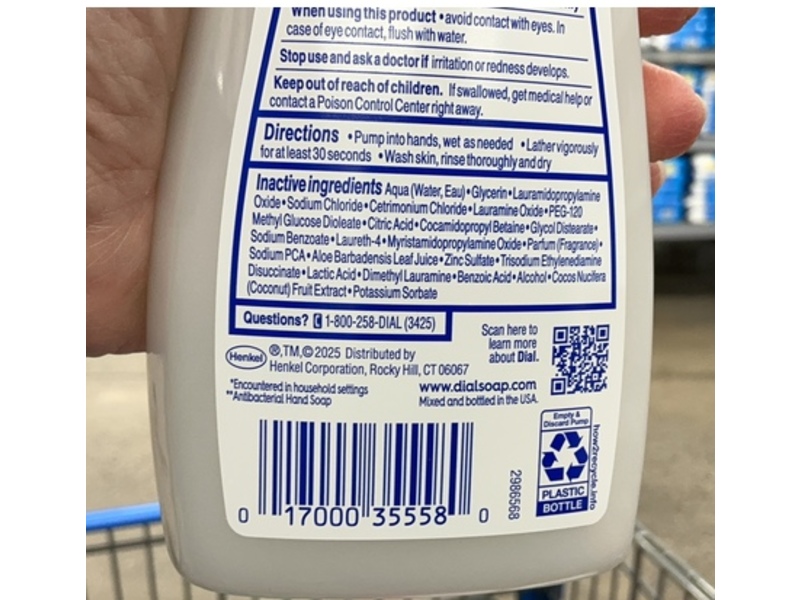 When using this product • avoid contact with eyes. In
case of eye contact, flush with water.
Stop use and ask a doctor if irritation or redness develops.
Keep out of reach of children. If swallowed, get medical help or
contact a Poison Control Center right away.
Directions • Pump into hands, wet as needed • Lather vigorously
for at least 30 seconds • Wash skin, rinse thoroughly and dry
Inactive ingredients Aqua (Water, Eau) • Glycerin • Lauramidopropylamine
Oxide • Sodium Chloride • Cetrimonium Chloride • Lauramine Oxide • PEG-120
Methyl Glucose Dioleate • Citric Acid • Cocamidopropyl Betaine • Glycol Distearate •
Sodium Benzoate • Laureth-4 • Myristamidopropylamine Oxide • Parfum (Fragrance) •
Sodium PCA • Aloe Barbadensis Leaf Juice • Zinc Sulfate • Trisodium Ethylenediamine
Disuccinate • Lactic Acid • Dimethyl Lauramine • Benzoic Acid • Alcohol • Cocos Nucifera
(Coconut) Fruit Extract • Potassium Sorbate
Questions? 1-800-258-DIAL (3425)
Scan here to
learn more
about Dial.
Henkel ®,TM,© 2025 Distributed by
Henkel Corporation, Rocky Hill, CT 06067
*Encountered in household settings
**Antibacterial Hand Soap
www.dialsoap.com
Mixed and bottled in the USA.
Empty &
Discard Pump
PLASTIC
BOTTLE
how2recycle.info
2986568
0 17000 35558 0